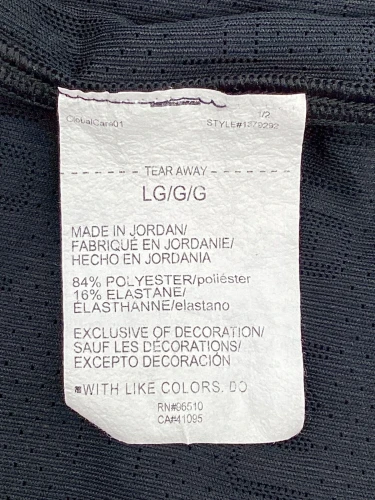 GlobalCare01 1/2
TEAR AWAY
LG/G/G
MADE IN JORDAN/
FABRIQUÉ EN JORDANIE/
HECHO EN JORDANIA
84% POLYESTER/poliéster
16% ELASTANE/
ÉLASTHANNE/elastano
EXCLUSIVE OF DECORATION/
SAUF LES DÉCORATIONS/
EXCEPTO DECORACIÓN
WITH LIKE COLORS. DO
RN#96510
CA#41095